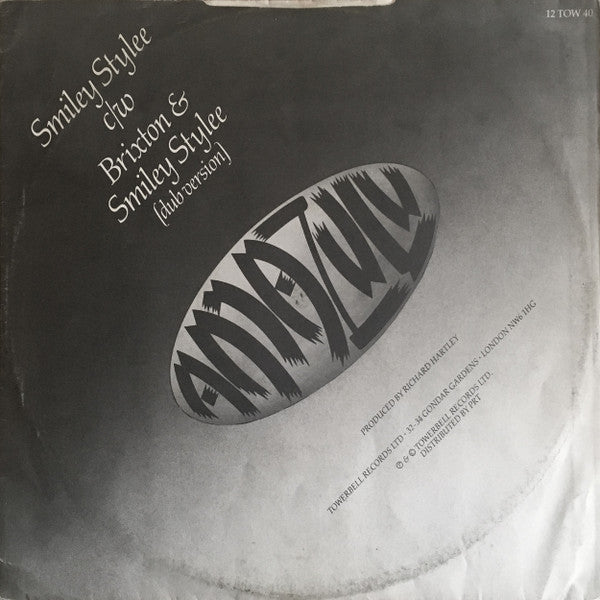 12 TOW 40
Smiley Stylee
c/w
Brixton &
Smiley Stylee
(dub version)
AMAZULU
PRODUCED BY RICHARD HARTLEY
TOWERBELL RECORDS LTD · 32-34 GONDAR GARDENS · LONDON NW6 1HG
℗ & © TOWERBELL RECORDS LTD.
DISTRIBUTED BY PRT